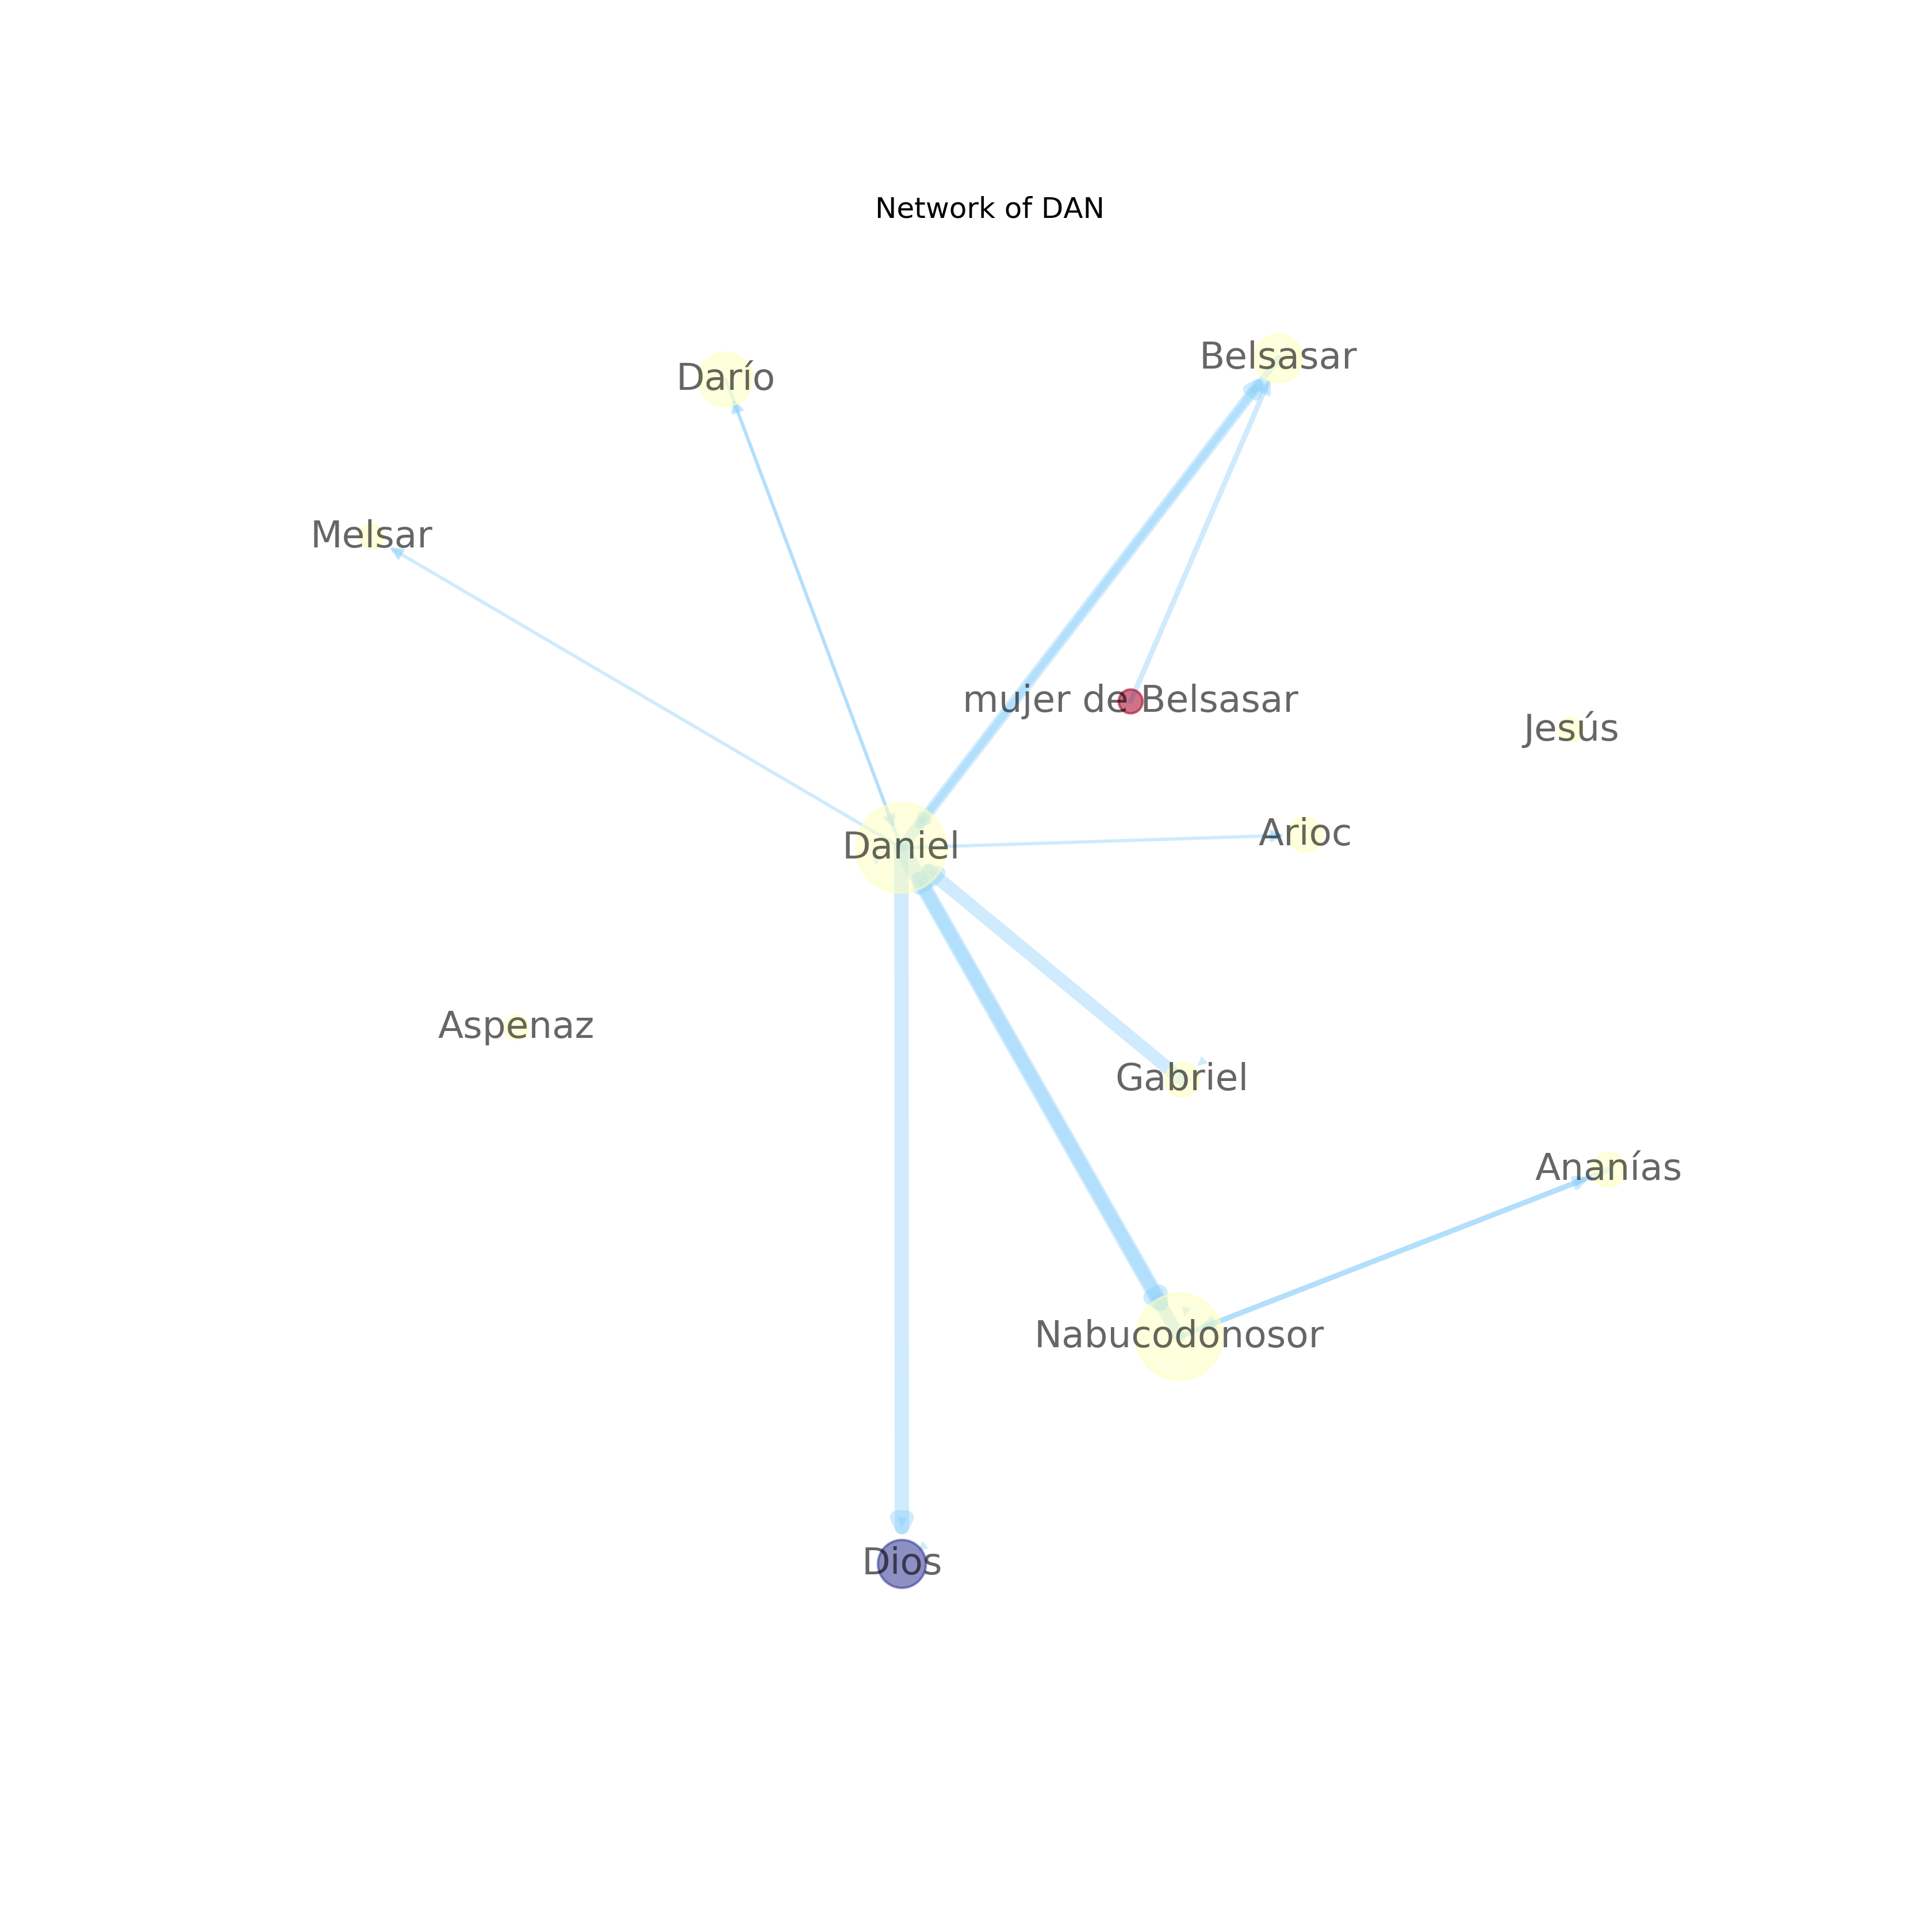 Network of DAN
Belsasar
Darío
Melsar
mujer de Belsasar
Jesús
Arioc
Daniel
Aspenaz
Gabriel
Ananías
Nabucodonosor
Dios